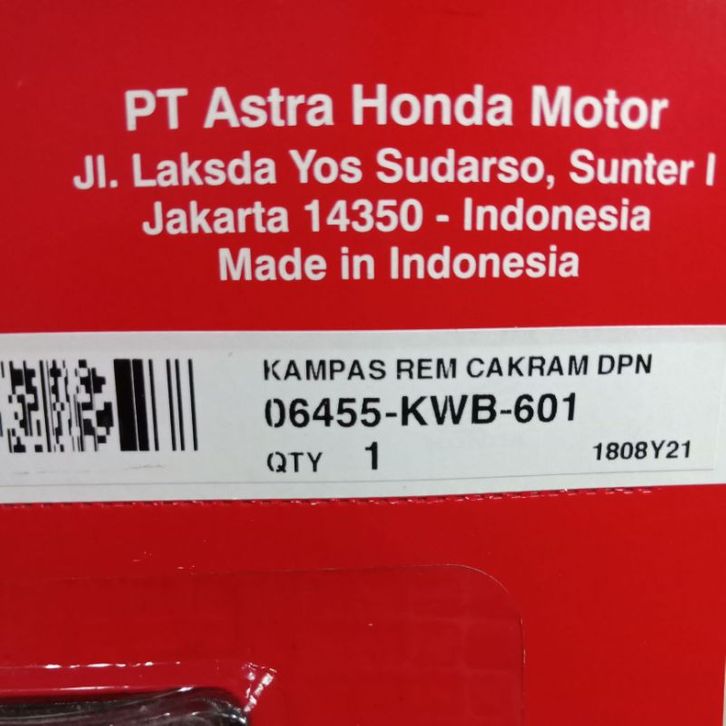 PT Astra Honda Motor
Jl. Laksda Yos Sudarso, Sunter I
Jakarta 14350 - Indonesia
Made in Indonesia
KAMPAS REM CAKRAM DPN
06455-KWB-601
QTY 1
1808Y21